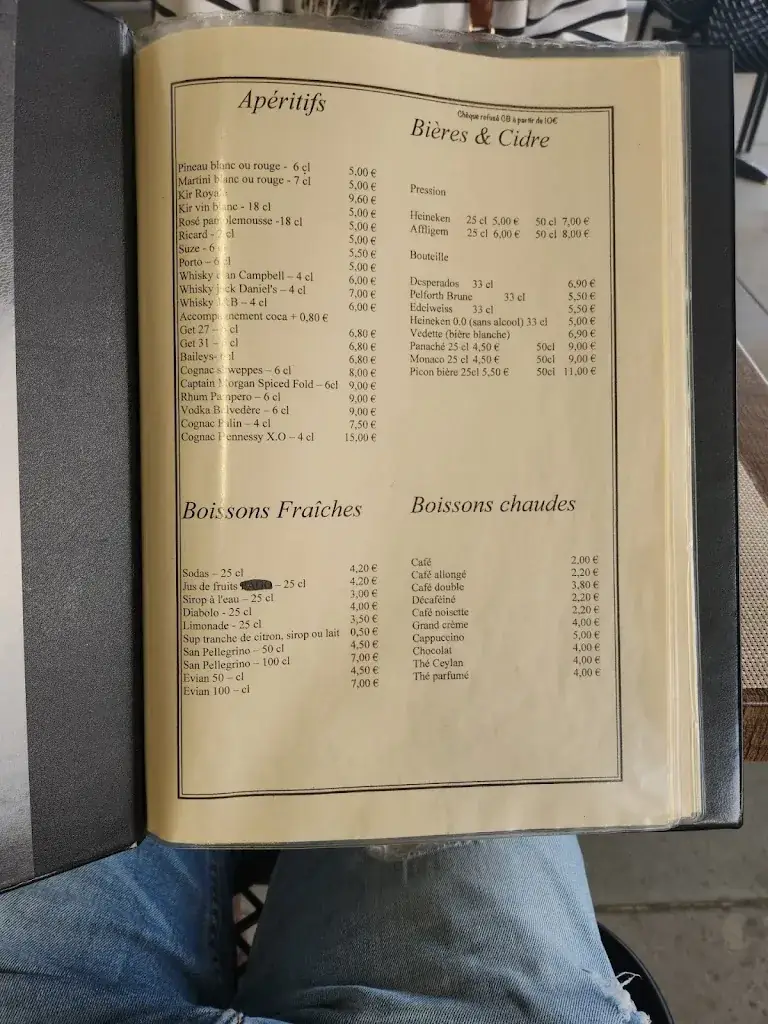 Apéritifs
Pineau blanc ou rouge - 6 cl 5,00 €
Martini blanc ou rouge - 7 cl 5,00 €
Kir Royal 9,60 €
Kir vin blanc - 18 cl 5,00 €
Rosé pamplemousse -18 cl 5,00 €
Ricard - cl 5,00 €
Suze - 6 cl 5,50 €
Porto – 6 cl 5,00 €
Whisky Clan Campbell – 4 cl 6,00 €
Whisky Jack Daniel's – 4 cl 7,00 €
Whisky J&B – 4 cl 6,00 €
Accompagnement coca + 0,80 €
Get 27 – 6 cl 6,80 €
Get 31 – 6 cl 6,80 €
Baileys- 6 cl 6,80 €
Cognac schweppes – 6 cl 8,00 €
Captain Morgan Spiced Fold – 6cl 9,00 €
Rhum Pampero – 6 cl 9,00 €
Vodka Belvedère – 6 cl 9,00 €
Cognac – 4 cl 7,50 €
Cognac Hennessy X.O – 4 cl 15,00 €
Chèque refusé CB à partir de 10€
Bières & Cidre
Pression
Heineken 25 cl 5,00 € 50 cl 7,00 €
Affligem 25 cl 6,00 € 50 cl 8,00 €
Bouteille
Desperados 33 cl 6,90 €
Pelforth Brune 33 cl 5,50 €
Edelweiss 33 cl 5,50 €
Heineken 0.0 (sans alcool) 33 cl 5,00 €
Vedette (bière blanche) 6,90 €
Panaché 25 cl 4,50 € 50cl 9,00 €
Monaco 25 cl 4,50 € 50cl 9,00 €
Picon bière 25cl 5,50 € 50cl 11,00 €
Boissons Fraîches
Sodas – 25 cl 4,20 €
Jus de fruits – 25 cl 4,20 €
Sirop à l'eau – 25 cl 3,00 €
Diabolo - 25 cl 4,00 €
Limonade - 25 cl 3,50 €
Sup tranche de citron, sirop ou lait 0,50 €
San Pellegrino – 50 cl 4,50 €
San Pellegrino – 100 cl 7,00 €
Evian 50 – cl 4,50 €
Evian 100 – cl 7,00 €
Boissons chaudes
Café 2,00 €
Café allongé 2,20 €
Café double 3,80 €
Décaféiné 2,20 €
Café noisette 2,20 €
Grand crème 4,00 €
Cappuccino 5,00 €
Chocolat 4,00 €
Thé Ceylan 4,00 €
Thé parfumé 4,00 €